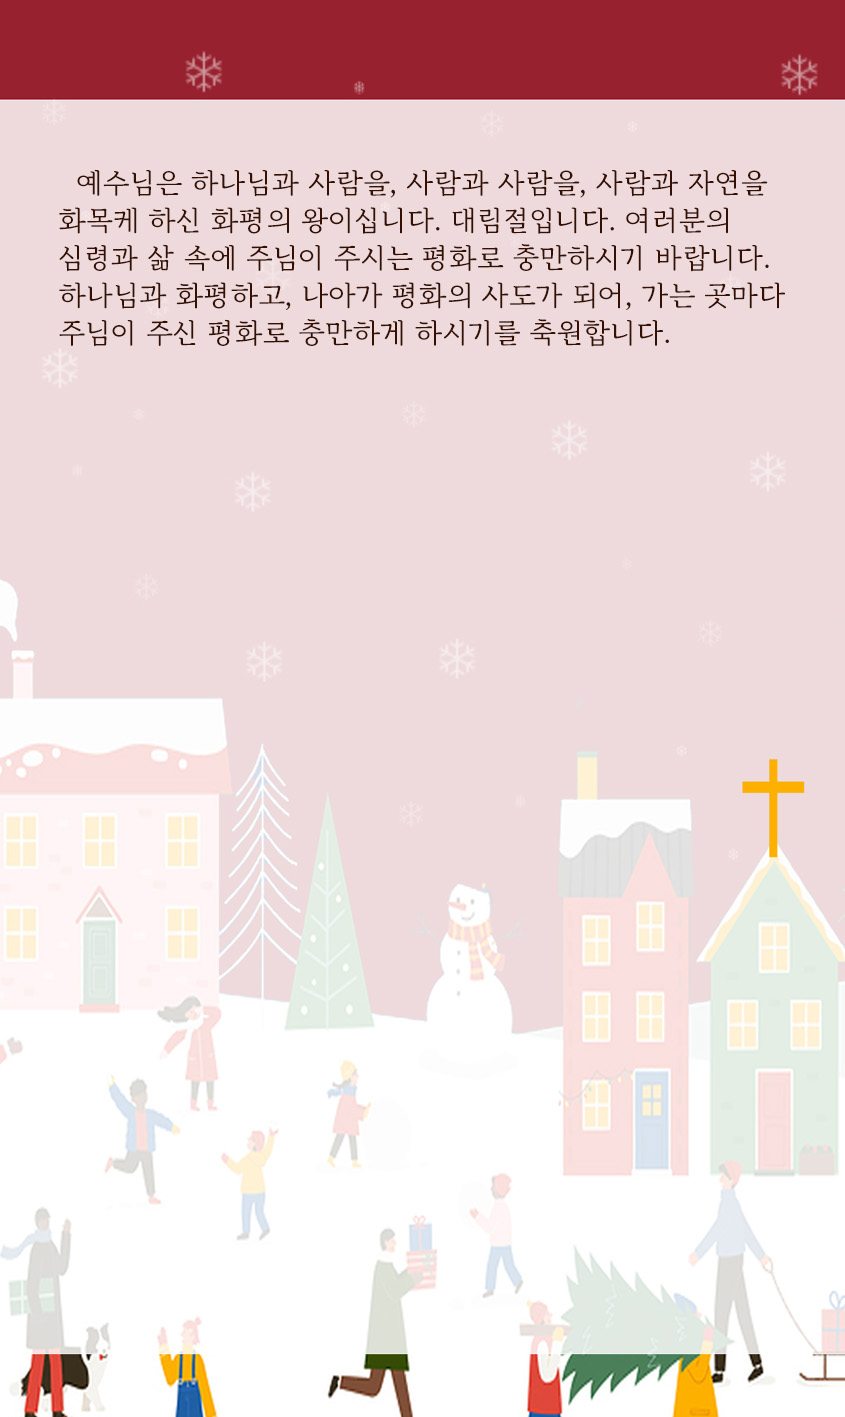 예수님은 하나님과 사람을, 사람과 사람을, 사람과 자연을
화목케 하신 화평의 왕이십니다. 대림절입니다. 여러분의
심령과 삶 속에 주님이 주시는 평화로 충만하시기 바랍니다.
하나님과 화평하고, 나아가 평화의 사도가 되어, 가는 곳마다
주님이 주신 평화로 충만하게 하시기를 축원합니다.